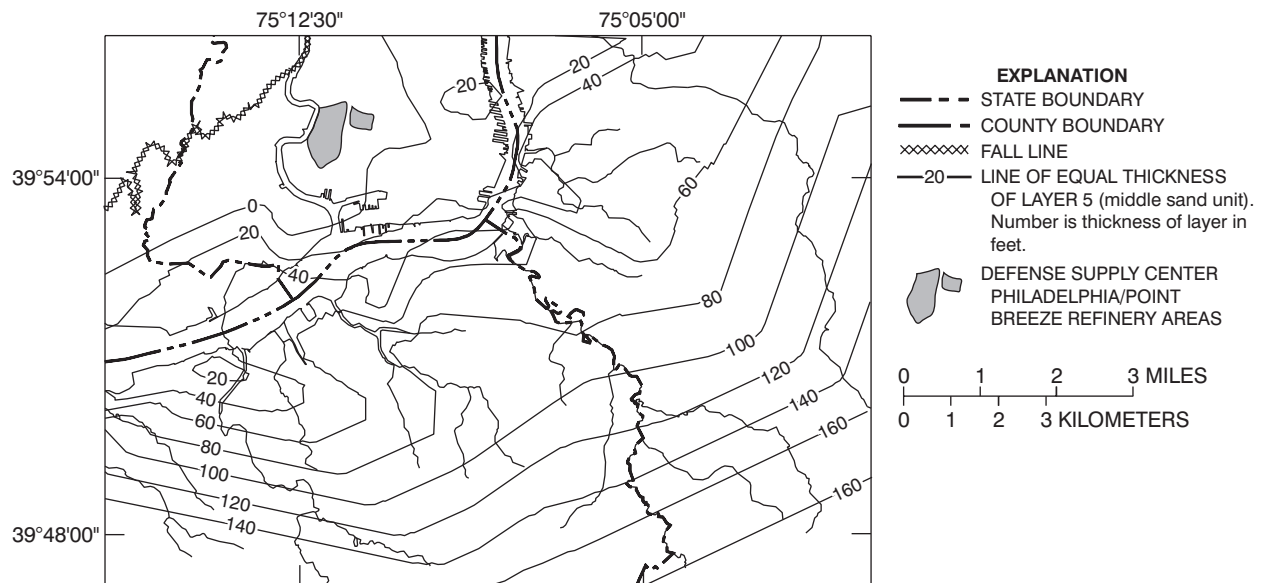 75°12'30" 75°05'00"
39°54'00"
39°48'00"
20
40
20
60
0
20
40
80
100
120
140
160
160
20
40
60
80
100
120
140
EXPLANATION
STATE BOUNDARY
COUNTY BOUNDARY
FALL LINE
20 LINE OF EQUAL THICKNESS
OF LAYER 5 (middle sand unit).
Number is thickness of layer in
feet.
DEFENSE SUPPLY CENTER
PHILADELPHIA/POINT
BREEZE REFINERY AREAS
0 1 2 3 MILES
0 1 2 3 KILOMETERS